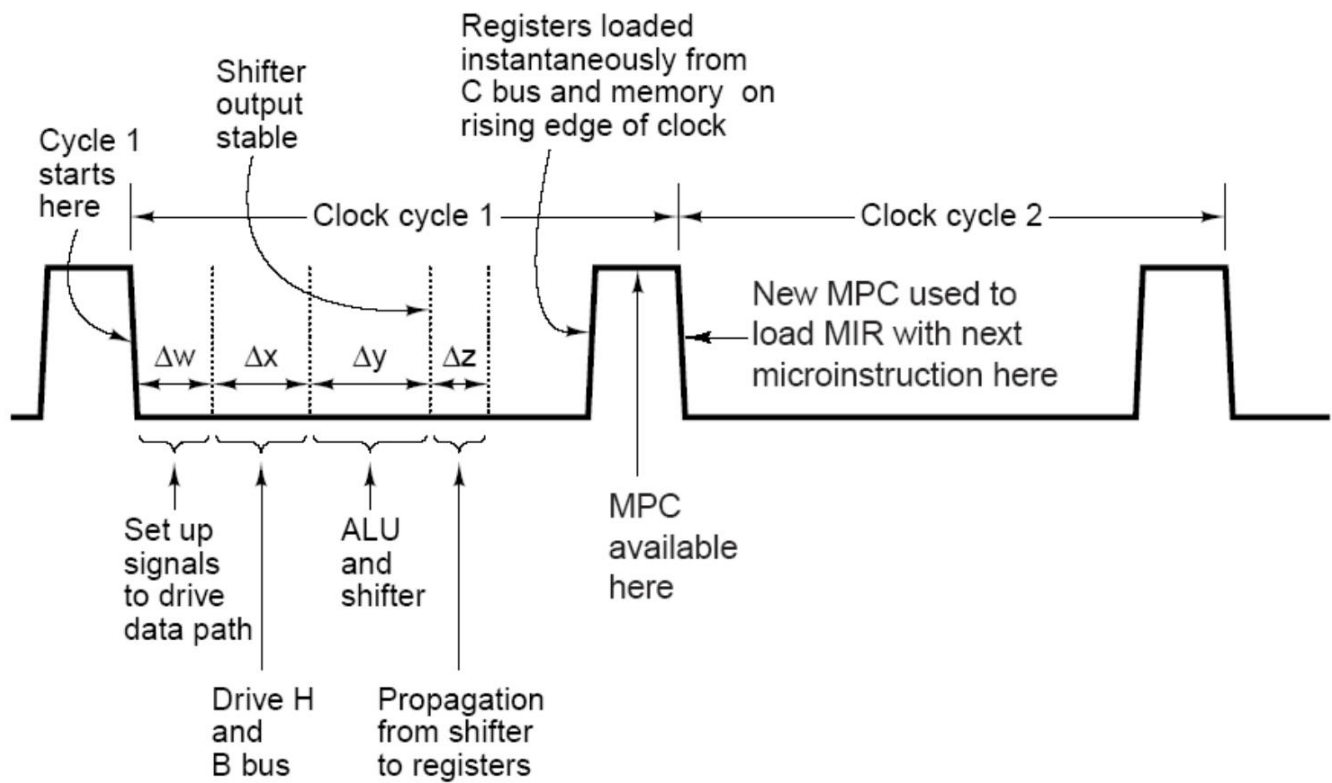 Registers loaded
instantaneously from
C bus and memory on
rising edge of clock
Shifter
output
stable
Cycle 1
starts
here
Clock cycle 1
Clock cycle 2
New MPC used to
load MIR with next
microinstruction here
Δw
Δx
Δy
Δz
Set up
signals
to drive
data path
ALU
and
shifter
MPC
available
here
Drive H
and
B bus
Propagation
from shifter
to registers